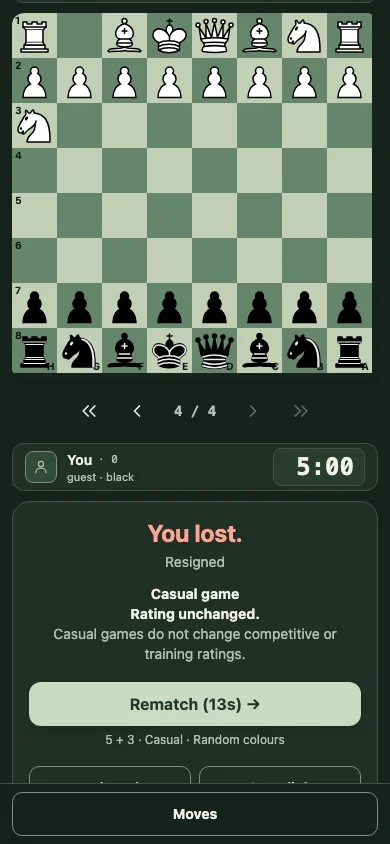 1
2
3
4
5
6
7
8
H G F E D C B A
4 / 4
You · 0
5:00
guest · black
You lost.
Resigned
Casual game
Rating unchanged.
Casual games do not change competitive or
training ratings.
Rematch (13s) →
5 + 3 · Casual · Random colours
Moves